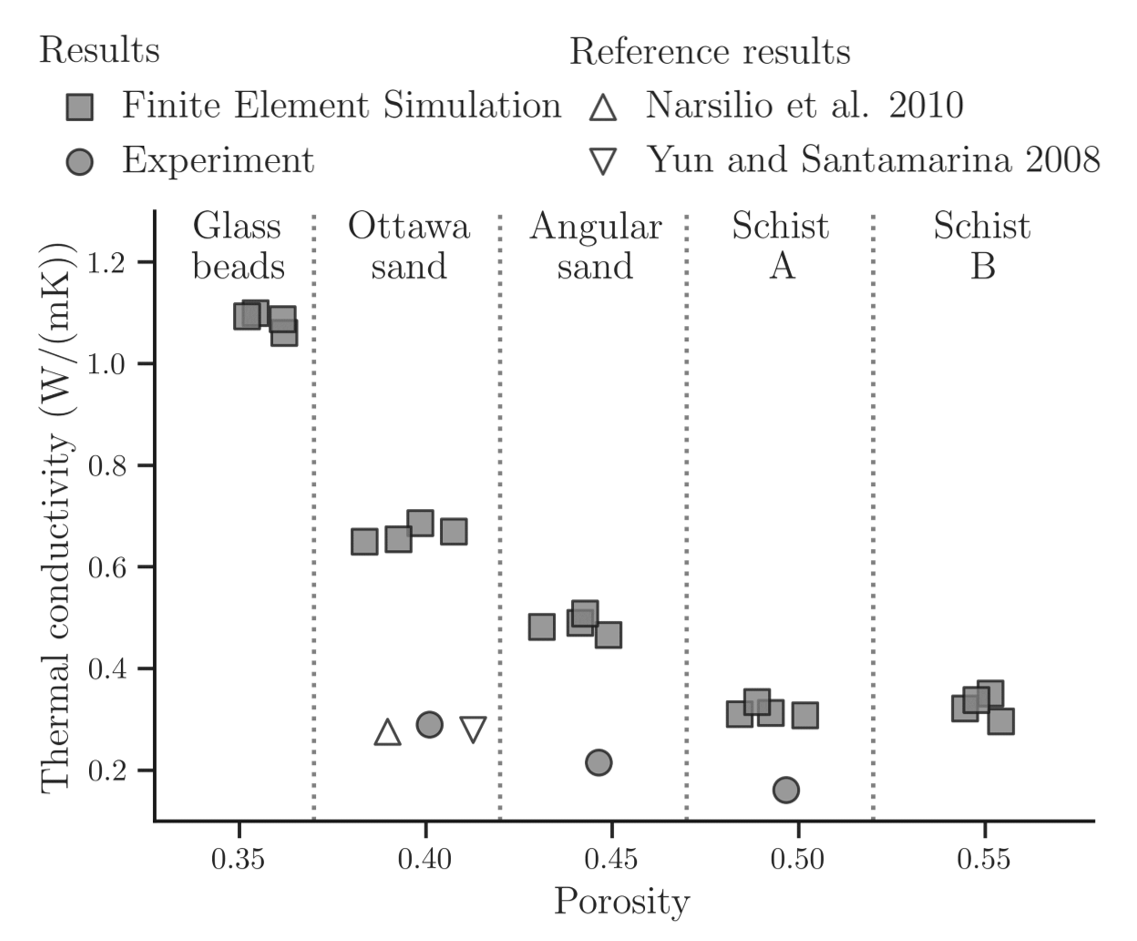 Results
Reference results
Finite Element Simulation
Narsilio et al. 2010
Experiment
Yun and Santamarina 2008
Glass
beads
Ottawa
sand
Angular
sand
Schist
A
Schist
B
Thermal conductivity (W/(mK))
1.2
1.0
0.8
0.6
0.4
0.2
0.35
0.40
0.45
0.50
0.55
Porosity